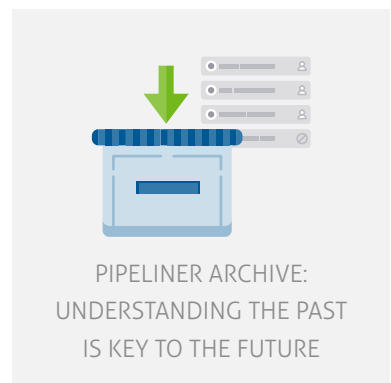 PIPELINER ARCHIVE:
UNDERSTANDING THE PAST
IS KEY TO THE FUTURE